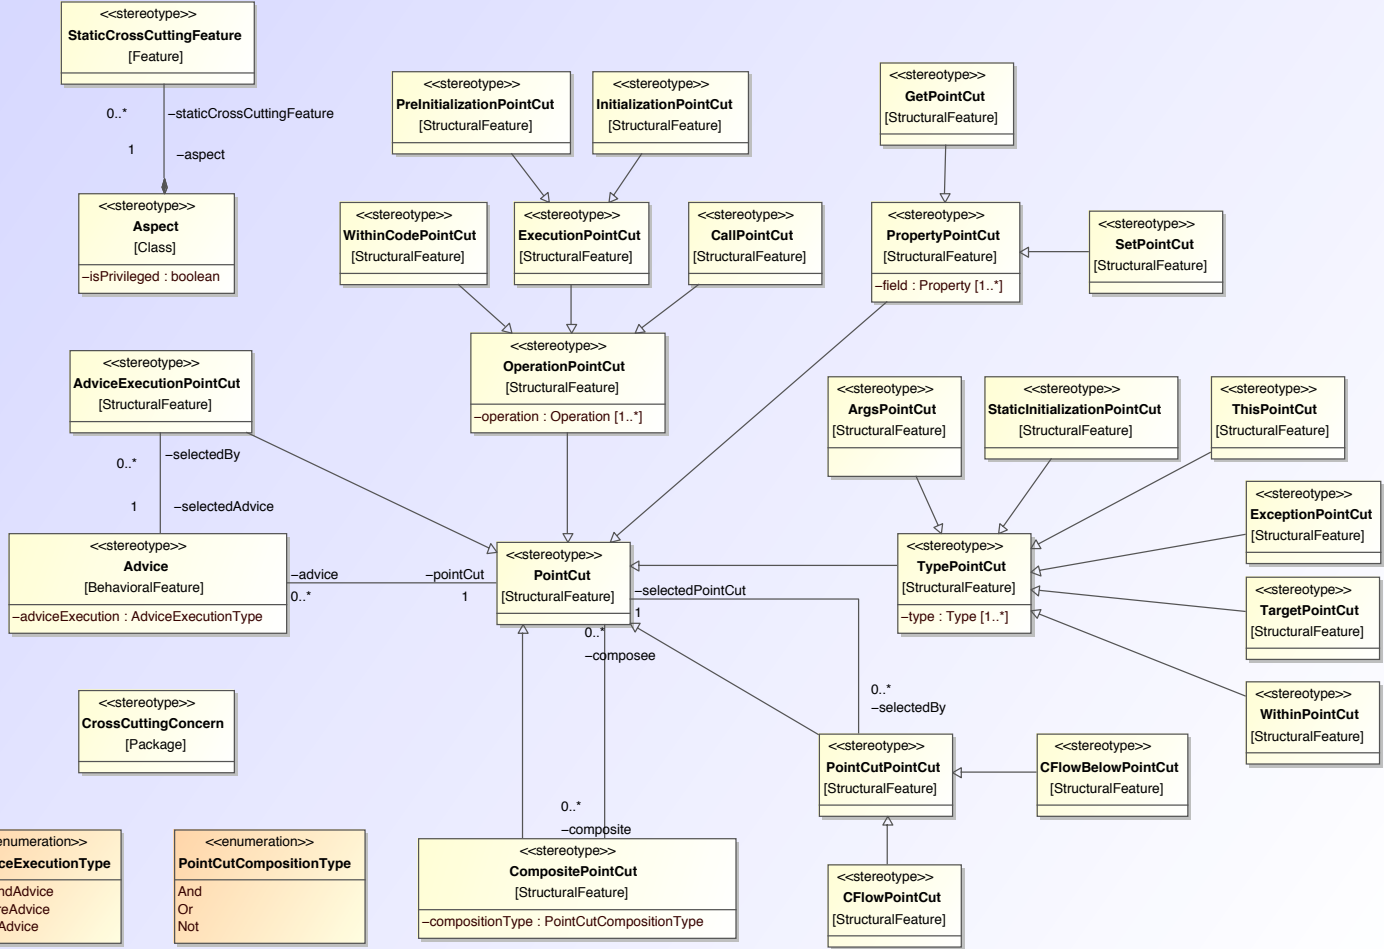 <<stereotype>>
StaticCrossCuttingFeature
[Feature]
0..*
–staticCrossCuttingFeature
1
–aspect
<<stereotype>>
Aspect
[Class]
–isPrivileged : boolean
<<stereotype>>
PreInitializationPointCut
[StructuralFeature]
<<stereotype>>
InitializationPointCut
[StructuralFeature]
<<stereotype>>
GetPointCut
[StructuralFeature]
<<stereotype>>
WithinCodePointCut
[StructuralFeature]
<<stereotype>>
ExecutionPointCut
[StructuralFeature]
<<stereotype>>
CallPointCut
[StructuralFeature]
<<stereotype>>
PropertyPointCut
[StructuralFeature]
–field : Property [1..*]
<<stereotype>>
SetPointCut
[StructuralFeature]
<<stereotype>>
OperationPointCut
[StructuralFeature]
–operation : Operation [1..*]
<<stereotype>>
AdviceExecutionPointCut
[StructuralFeature]
0..*
–selectedBy
1
–selectedAdvice
<<stereotype>>
Advice
[BehavioralFeature]
–adviceExecution : AdviceExecutionType
–advice
0..*
–pointCut
1
<<stereotype>>
PointCut
[StructuralFeature]
–selectedPointCut
1
0..*
–composee
<<stereotype>>
ArgsPointCut
[StructuralFeature]
<<stereotype>>
StaticInitializationPointCut
[StructuralFeature]
<<stereotype>>
ThisPointCut
[StructuralFeature]
<<stereotype>>
ExceptionPointCut
[StructuralFeature]
<<stereotype>>
TypePointCut
[StructuralFeature]
–type : Type [1..*]
<<stereotype>>
TargetPointCut
[StructuralFeature]
<<stereotype>>
WithinPointCut
[StructuralFeature]
0..*
–selectedBy
<<stereotype>>
PointCutPointCut
[StructuralFeature]
<<stereotype>>
CFlowBelowPointCut
[StructuralFeature]
<<stereotype>>
CFlowPointCut
[StructuralFeature]
<<stereotype>>
CrossCuttingConcern
[Package]
0..*
–composite
<<stereotype>>
CompositePointCut
[StructuralFeature]
–compositionType : PointCutCompositionType
enumeration>>
ceExecutionType
ndAdvice
reAdvice
Advice
<<enumeration>>
PointCutCompositionType
And
Or
Not